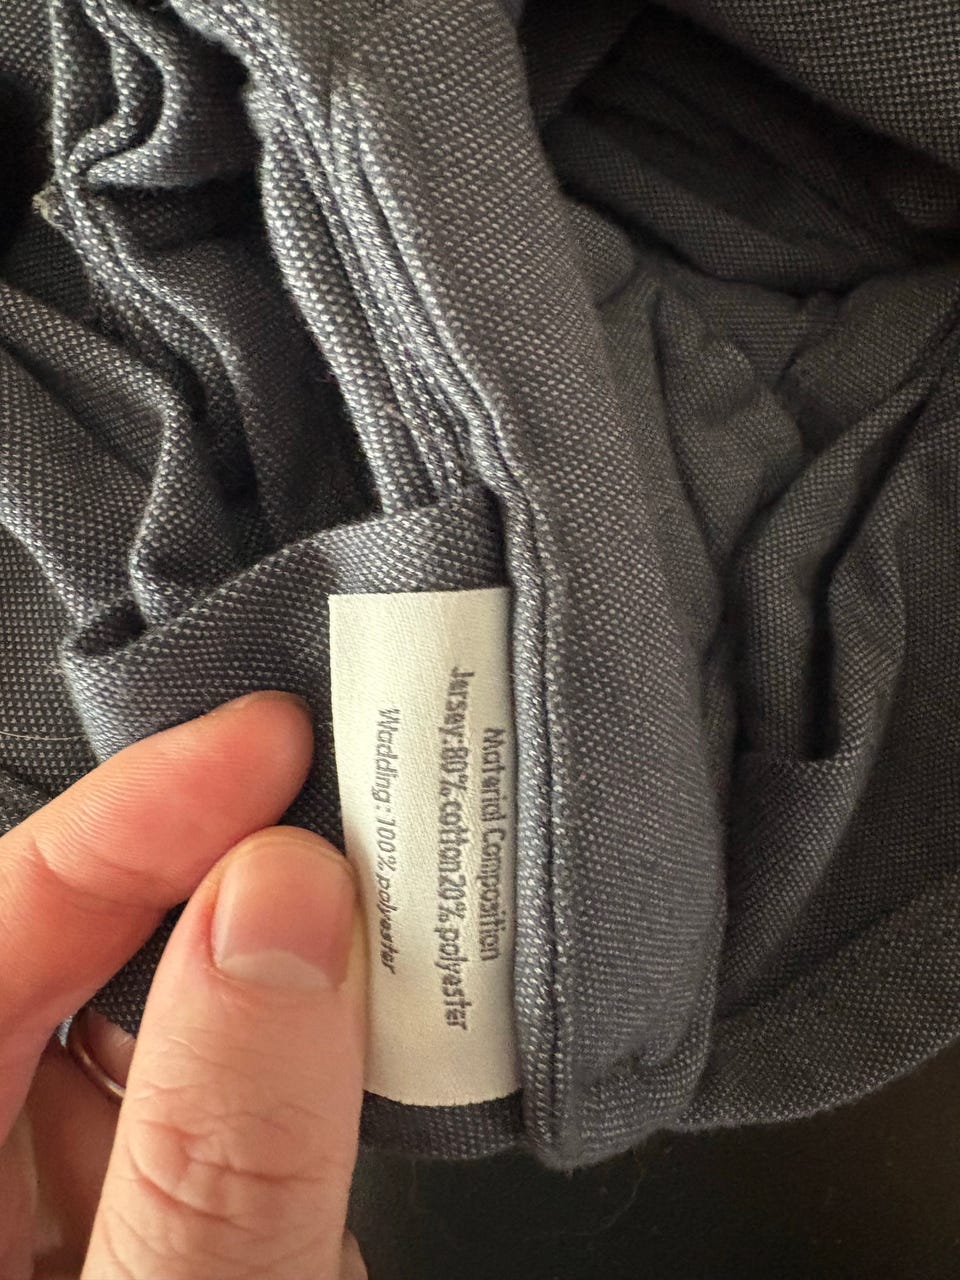 Material Composition
Jersey:80%cotton20%polyester
Wadding:100%polyester